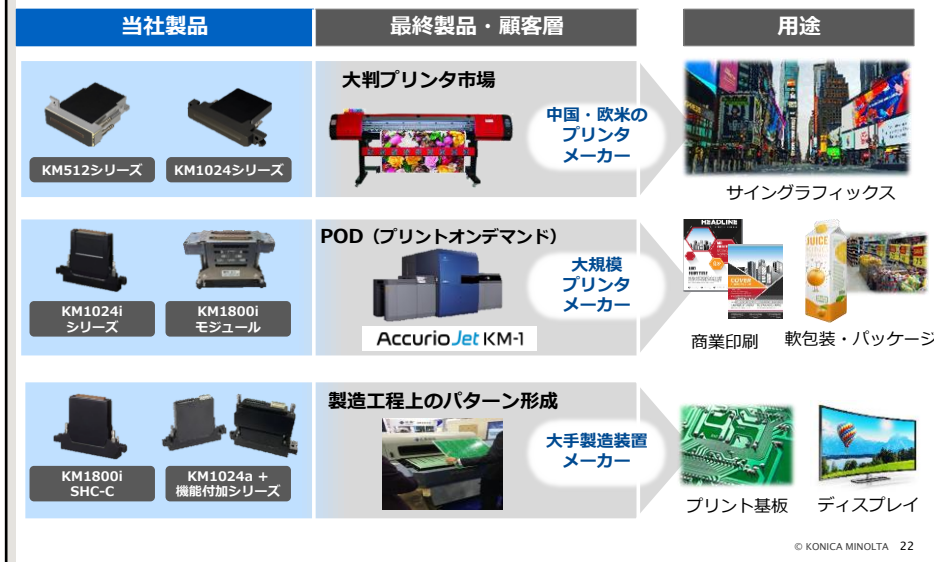 当社製品
最終製品・顧客層
用途
大判プリンタ市場
KM512シリーズ
KM1024シリーズ
中国・欧米の
プリンタ
メーカー
サイングラフィックス
POD（プリントオンデマンド）
KM1024i
シリーズ
KM1800i
モジュール
AccurioJet KM-1
大規模
プリンタ
メーカー
HEADLINE
COVER
JUICE
商業印刷
軟包装・パッケージ
製造工程上のパターン形成
KM1800i
SHC-C
KM1024a +
機能付加シリーズ
大手製造装置
メーカー
プリント基板
ディスプレイ
© KONICA MINOLTA 22